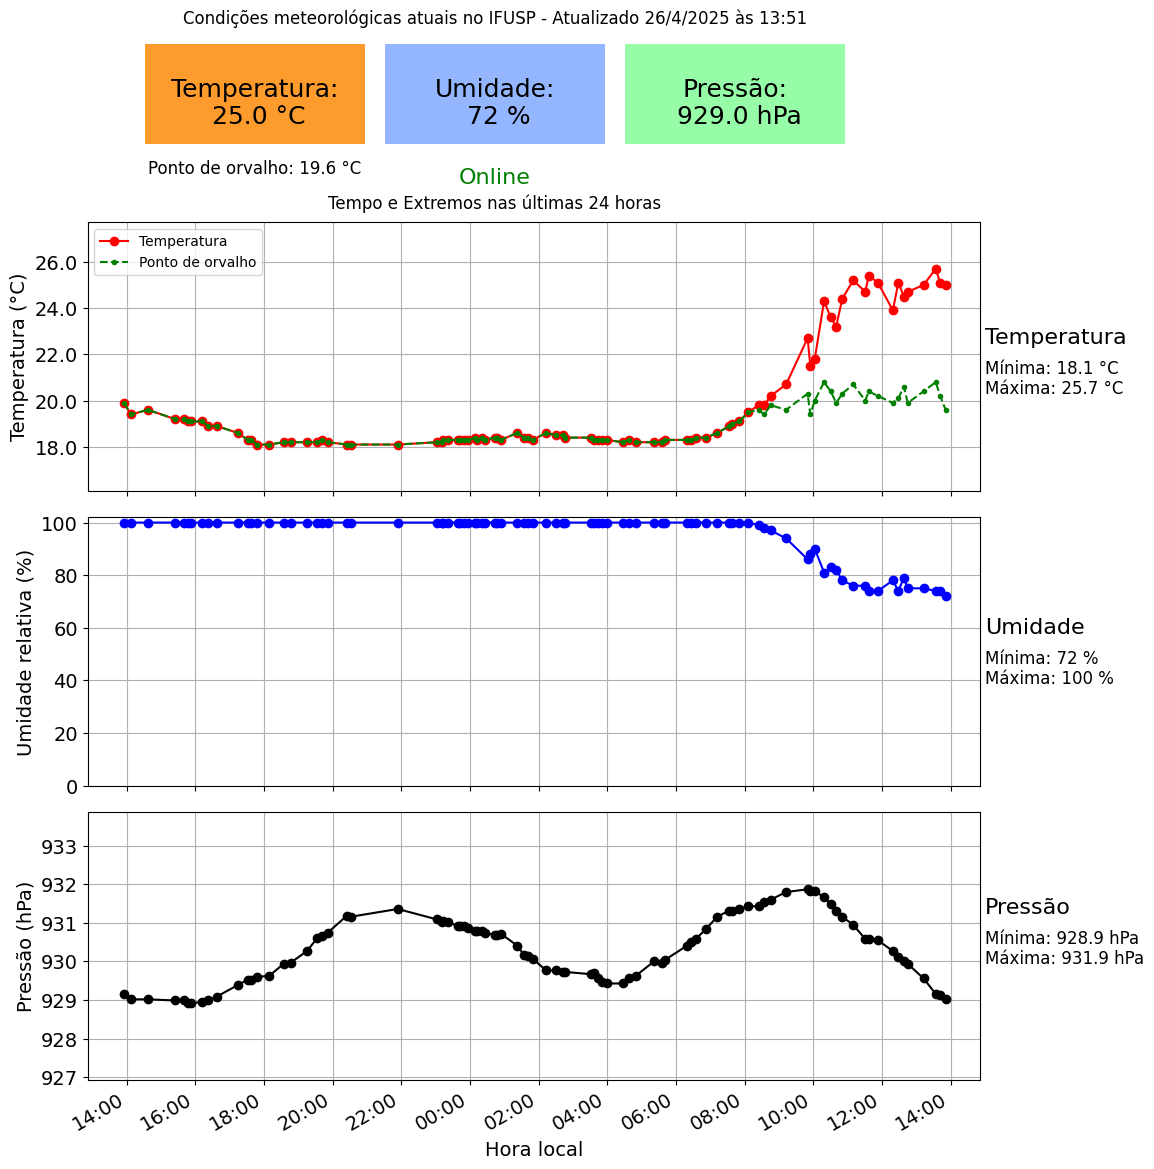 Condições meteorológicas atuais no IFUSP - Atualizado 26/4/2025 às 13:51
Temperatura:
25.0 °C
Umidade:
72 %
Pressão:
929.0 hPa
Ponto de orvalho: 19.6 °C
Online
Tempo e Extremos nas últimas 24 horas
Temperatura
Ponto de orvalho
Temperatura (°C)
26.0
24.0
22.0
20.0
18.0
Temperatura
Mínima: 18.1 °C
Máxima: 25.7 °C
Umidade relativa (%)
100
80
60
40
20
0
Umidade
Mínima: 72 %
Máxima: 100 %
Pressão (hPa)
933
932
931
930
929
928
927
Pressão
Mínima: 928.9 hPa
Máxima: 931.9 hPa
14:00
16:00
18:00
20:00
22:00
00:00
02:00
04:00
06:00
08:00
10:00
12:00
14:00
Hora local